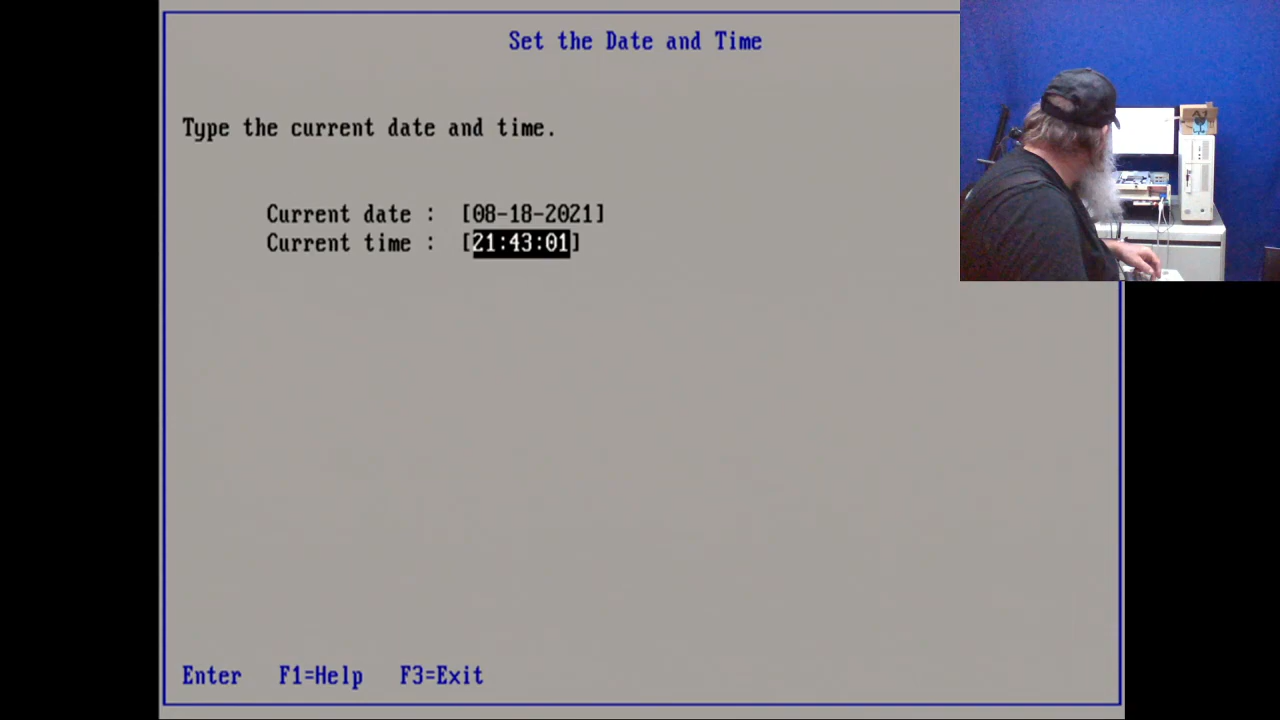 Set the Date and Time
Type the current date and time.
Current date : [08-18-2021]
Current time : [21:43:01]
Enter F1=Help F3=Exit